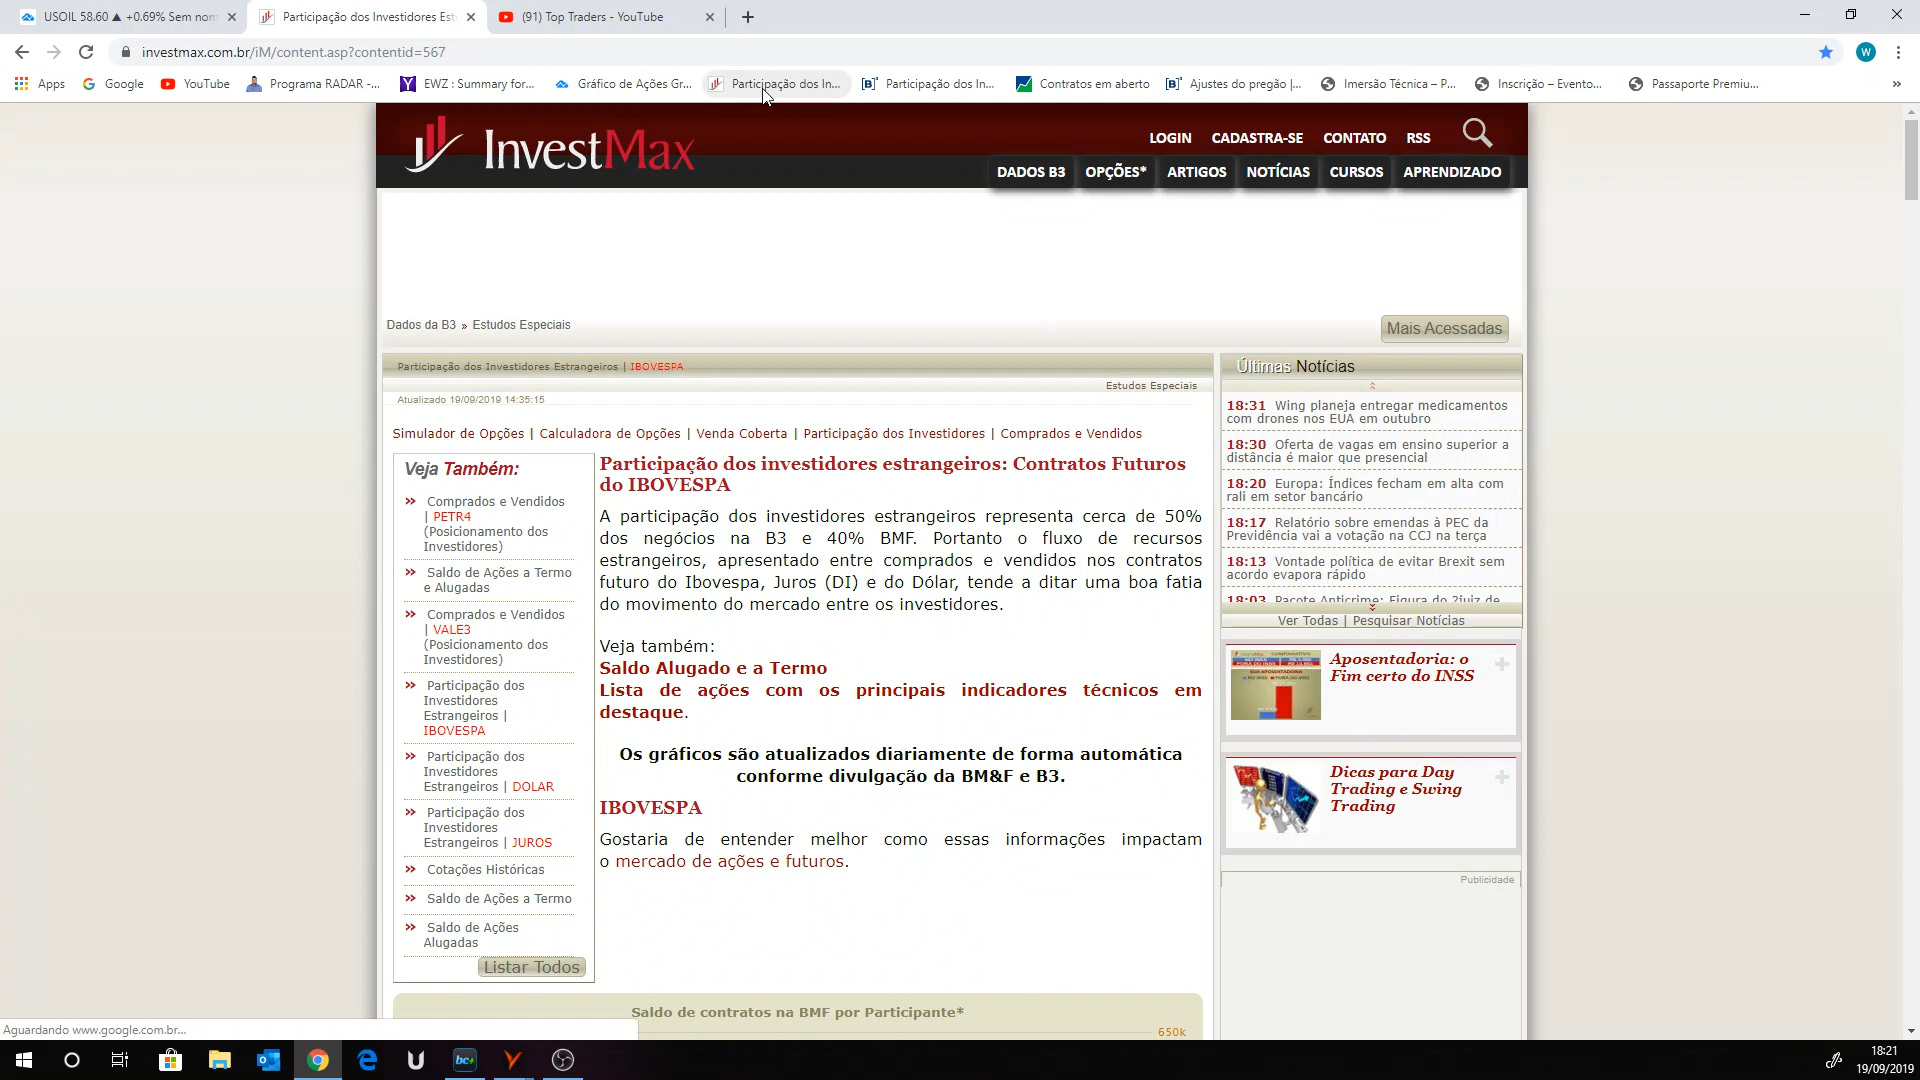 USOIL 58.60 ▲ +0.69% Sem nom
Participação dos Investidores Est
(91) Top Traders - YouTube
investmax.com.br/iM/content.asp?contentid=567
W
Apps
Google
YouTube
Programa RADAR -...
EWZ : Summary for...
Gráfico de Ações Gr...
Participação dos In...
Participação dos In...
Contratos em aberto
Ajustes do pregão |...
Imersão Técnica – P...
Inscrição – Evento...
Passaporte Premiu...
InvestMax
LOGIN CADASTRA-SE CONTATO RSS
DADOS B3 OPÇÕES* ARTIGOS NOTÍCIAS CURSOS APRENDIZADO
Dados da B3 » Estudos Especiais
Mais Acessadas
Participação dos Investidores Estrangeiros | IBOVESPA
Estudos Especiais
Atualizado 19/09/2019 14:35:15
Simulador de Opções | Calculadora de Opções | Venda Coberta | Participação dos Investidores | Comprados e Vendidos
Veja Também:
» Comprados e Vendidos
| PETR4
(Posicionamento dos
Investidores)
» Saldo de Ações a Termo
e Alugadas
» Comprados e Vendidos
| VALE3
(Posicionamento dos
Investidores)
» Participação dos
Investidores
Estrangeiros |
IBOVESPA
» Participação dos
Investidores
Estrangeiros | DOLAR
» Participação dos
Investidores
Estrangeiros | JUROS
» Cotações Históricas
» Saldo de Ações a Termo
» Saldo de Ações
Alugadas
Listar Todos
Participação dos investidores estrangeiros: Contratos Futuros
do IBOVESPA
A participação dos investidores estrangeiros representa cerca de 50%
dos negócios na B3 e 40% BMF. Portanto o fluxo de recursos
estrangeiros, apresentado entre comprados e vendidos nos contratos
futuro do Ibovespa, Juros (DI) e do Dólar, tende a ditar uma boa fatia
do movimento do mercado entre os investidores.
Veja também:
Saldo Alugado e a Termo
Lista de ações com os principais indicadores técnicos em
destaque.
Os gráficos são atualizados diariamente de forma automática
conforme divulgação da BM&F e B3.
IBOVESPA
Gostaria de entender melhor como essas informações impactam
o mercado de ações e futuros.
Saldo de contratos na BMF por Participante*
650k
Últimas Notícias
18:31 Wing planeja entregar medicamentos
com drones nos EUA em outubro
18:30 Oferta de vagas em ensino superior a
distância é maior que presencial
18:20 Europa: Índices fecham em alta com
rali em setor bancário
18:17 Relatório sobre emendas à PEC da
Previdência vai a votação na CCJ na terça
18:13 Vontade política de evitar Brexit sem
acordo evapora rápido
18:03 Pacote Anticrime: Figura do ?juiz de
Ver Todas | Pesquisar Notícias
Aposentadoria: o
Fim certo do INSS
Dicas para Day
Trading e Swing
Trading
Publicidade
Aguardando www.google.com.br...
bc+
18:21
19/09/2019